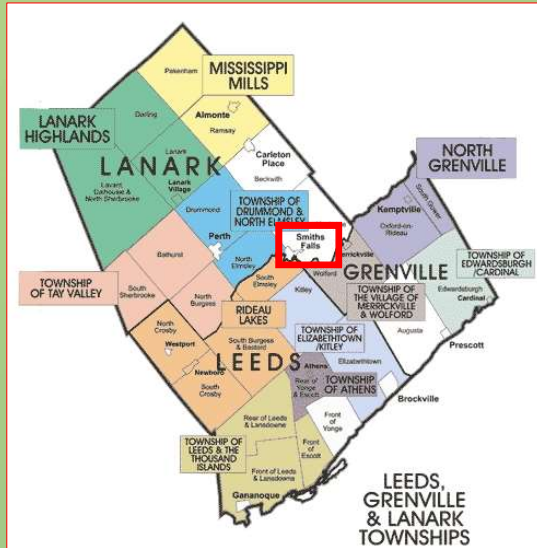 Pakenham
MISSISSIPPI
MILLS
Darling
Almonte
Ramsay
LANARK
HIGHLANDS
LANARK
Lanark
Lanark
Village
Carleton
Place
Beckwith
NORTH
GRENVILLE
South Gower
Lavant,
Dalhousie &
North Sherbrooke
Drummond
TOWNSHIP OF
DRUMMOND &
NORTH ELMSLEY
Kemptville
Oxford-on-
Rideau
Perth
Smiths
Falls
Bathurst
North
Elmsley
Wolford
GRENVILLE
TOWNSHIP OF
EDWARDSBURGH
/CARDINAL
TOWNSHIP
OF TAY VALLEY
South
Sherbrooke
North
Burgess
South
Elmsley
Kitley
TOWNSHIP OF
THE VILLAGE OF
MERRICKVILLE
& WOLFORD
Edwardsburgh
Cardinal
RIDEAU
LAKES
North
Crosby
Westport
TOWNSHIP OF
ELIZABETHTOWN
/KITLEY
Augusta
Prescott
South Burgess
& Bastard
LEEDS
Newboro
South
Crosby
Athens
Rear of
Yonge
& Escott
TOWNSHIP
OF ATHENS
Elizabethtown
Brockville
Rear of Leeds
& Lansdowne
Front of
Yonge
TOWNSHIP OF
LEEDS & THE
THOUSAND
ISLANDS
Front of Leeds
& Lansdowne
Front
of
Escott
Gananoque
LEEDS,
GRENVILLE
& LANARK
TOWNSHIPS